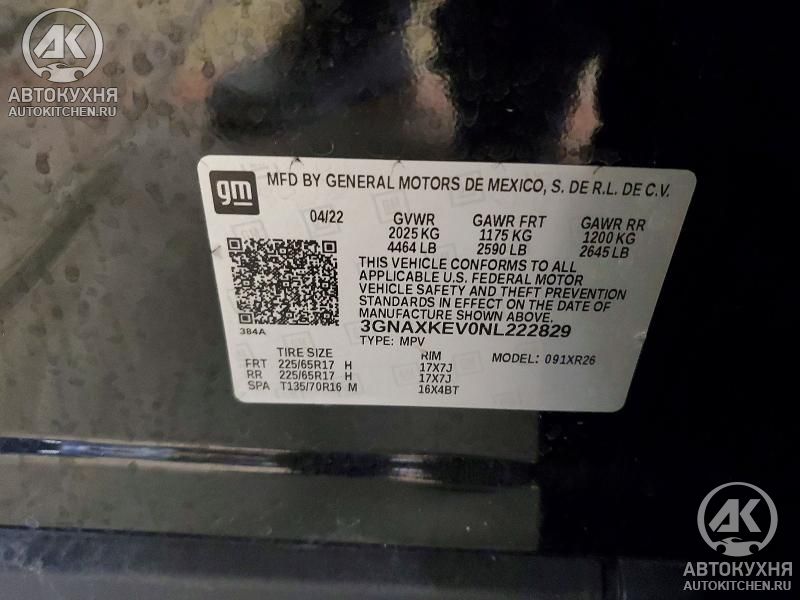 АК
АВТОКУХНЯ
AUTOKITCHEN.RU
gm
MFD BY GENERAL MOTORS DE MEXICO, S. DE R.L. DE C.V.
04/22 GVWR GAWR FRT GAWR RR
2025 KG 1175 KG 1200 KG
4464 LB 2590 LB 2645 LB
THIS VEHICLE CONFORMS TO ALL
APPLICABLE U.S. FEDERAL MOTOR
VEHICLE SAFETY AND THEFT PREVENTION
STANDARDS IN EFFECT ON THE DATE OF
MANUFACTURE SHOWN ABOVE.
384A
3GNAXKEV0NL222829
TYPE: MPV
TIRE SIZE RIM MODEL: 091XR26
FRT 225/65R17 H 17X7J
RR 225/65R17 H 17X7J
SPA T135/70R16 M 16X4BT
АК
АВТОКУХНЯ
AUTOKITCHEN.RU